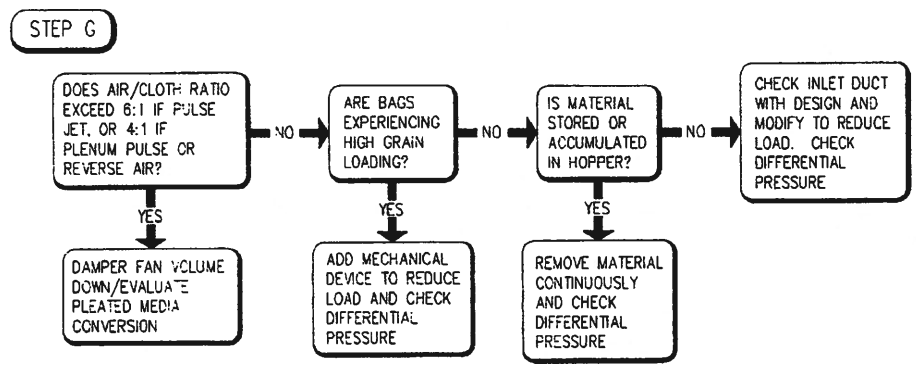 STEP G
DOES AIR/CLOTH RATIO
EXCEED 6:1 IF PULSE
JET, OR 4:1 IF
PLENUM PULSE OR
REVERSE AIR?
NO
ARE BAGS
EXPERIENCING
HIGH GRAIN
LOADING?
NO
IS MATERIAL
STORED OR
ACCUMULATED
IN HOPPER?
NO
CHECK INLET DUCT
WITH DESIGN AND
MODIFY TO REDUCE
LOAD. CHECK
DIFFERENTIAL
PRESSURE
YES
DAMPER FAN VOLUME
DOWN/EVALUATE
PLEATED MEDIA
CONVERSION
YES
ADD MECHANICAL
DEVICE TO REDUCE
LOAD AND CHECK
DIFFERENTIAL
PRESSURE
YES
REMOVE MATERIAL
CONTINUOUSLY
AND CHECK
DIFFERENTIAL
PRESSURE